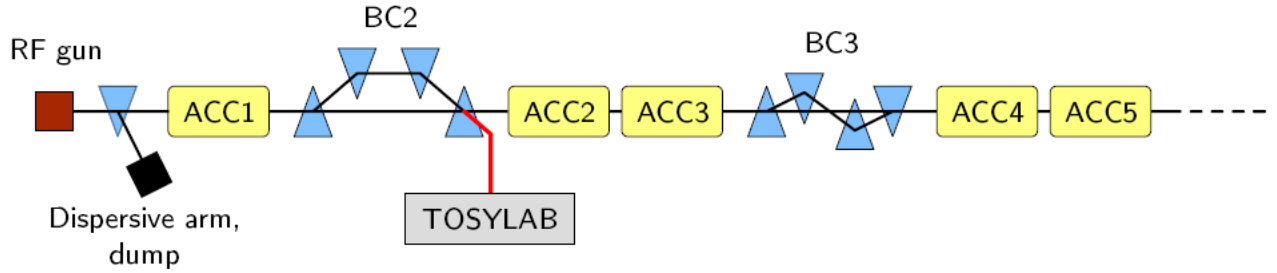 BC2
RF gun
BC3
ACC1
ACC2
ACC3
ACC4
ACC5
TOSYLAB
Dispersive arm,
dump